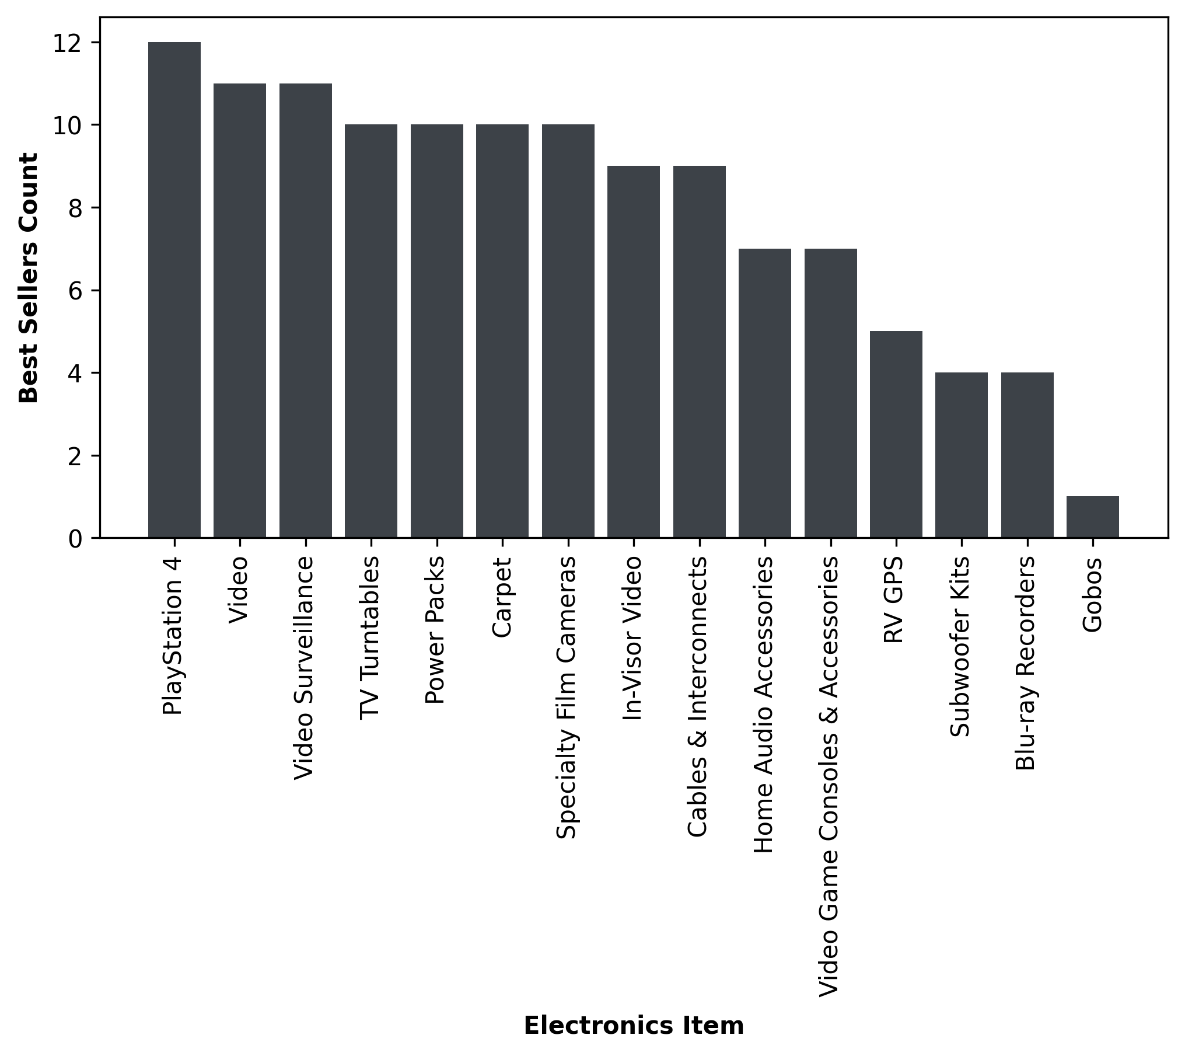 12
10
8
6
4
2
0
Best Sellers Count
PlayStation 4
Video
Video Surveillance
TV Turntables
Power Packs
Carpet
Specialty Film Cameras
In-Visor Video
Cables & Interconnects
Home Audio Accessories
Video Game Consoles & Accessories
RV GPS
Subwoofer Kits
Blu-ray Recorders
Gobos
Electronics Item